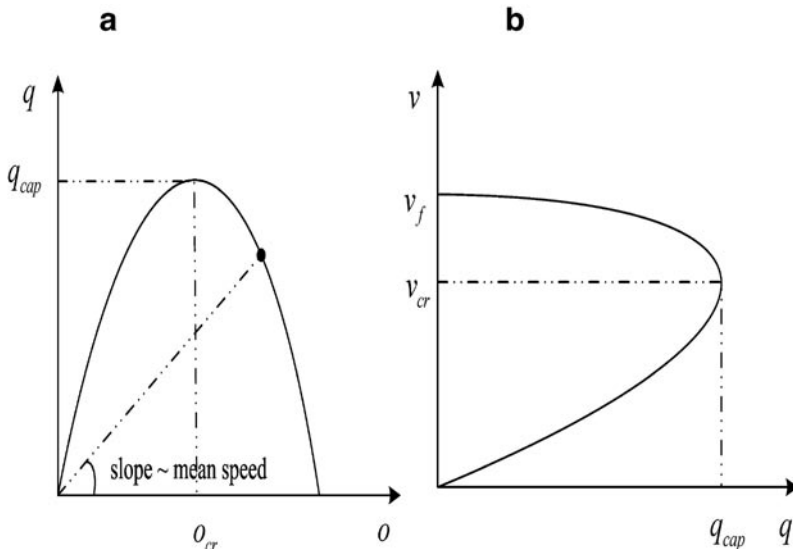 a
q
q_cap
slope ~ mean speed
o_cr
o
b
v
v_f
v_cr
q_cap
q